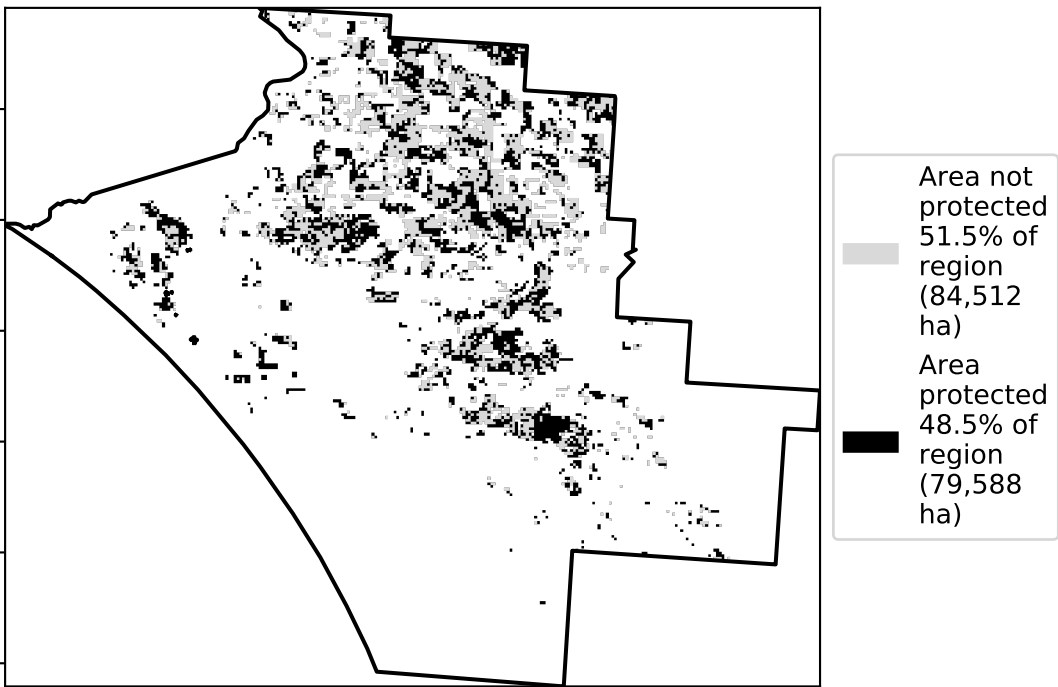 Area not
protected
51.5% of
region
(84,512
ha)
Area
protected
48.5% of
region
(79,588
ha)